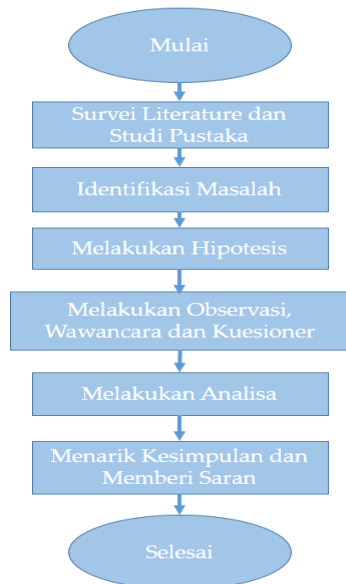 Mulai
Survei Literature dan
Studi Pustaka
Identifikasi Masalah
Melakukan Hipotesis
Melakukan Observasi,
Wawancara dan Kuesioner
Melakukan Analisa
Menarik Kesimpulan dan
Memberi Saran
Selesai